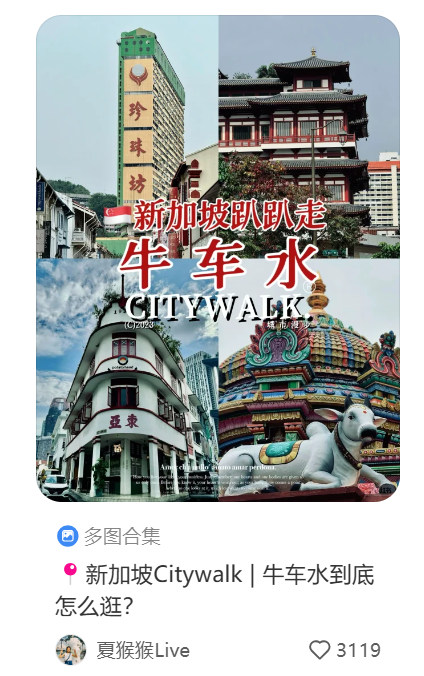 珍
珠
坊
新加坡趴趴走
牛车水
CITYWALK.
(C)2023
城市漫步
potatohead
亞東
多图合集
新加坡Citywalk | 牛车水到底
怎么逛？
夏猴猴Live
3119